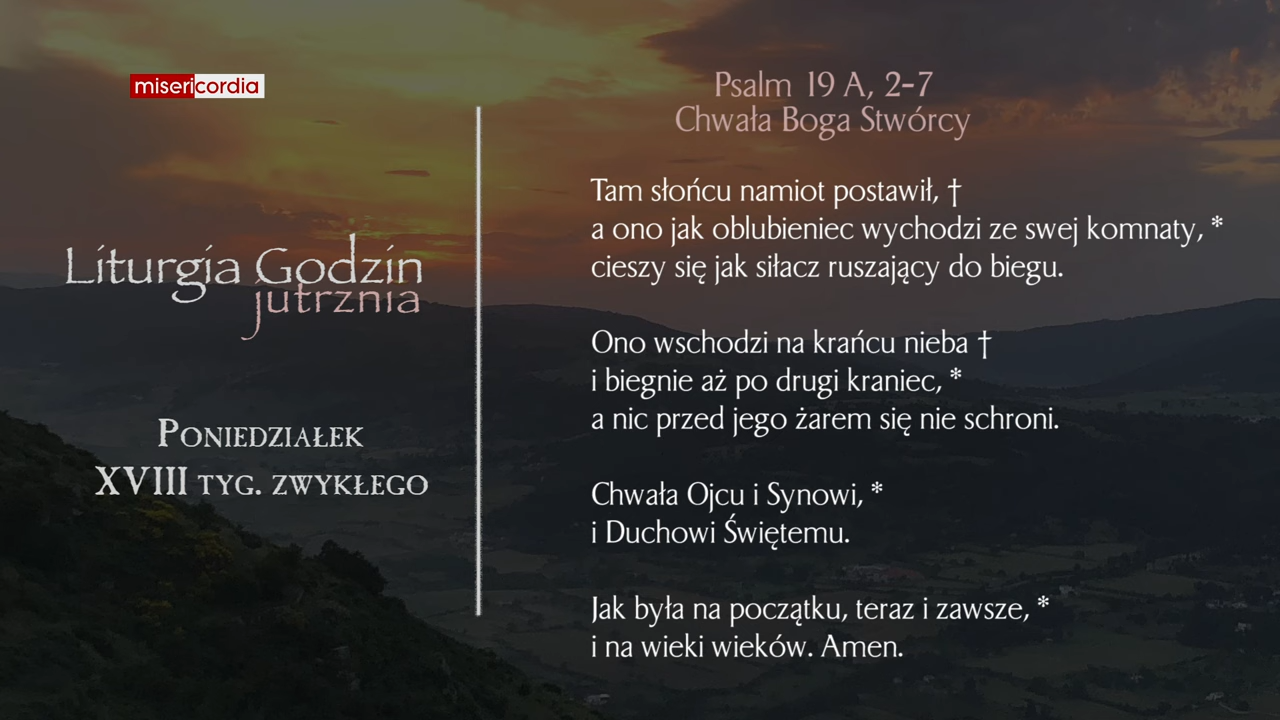 misericordia
Liturgia Godzin
jutrznia
Poniedziałek
XVIII tyg. zwykłego
Psalm 19 A, 2-7
Chwała Boga Stwórcy
Tam słońcu namiot postawił, †
a ono jak oblubieniec wychodzi ze swej komnaty, *
cieszy się jak siłacz ruszający do biegu.
Ono wschodzi na krańcu nieba †
i biegnie aż po drugi kraniec, *
a nic przed jego żarem się nie schroni.
Chwała Ojcu i Synowi, *
i Duchowi Świętemu.
Jak była na początku, teraz i zawsze, *
i na wieki wieków. Amen.